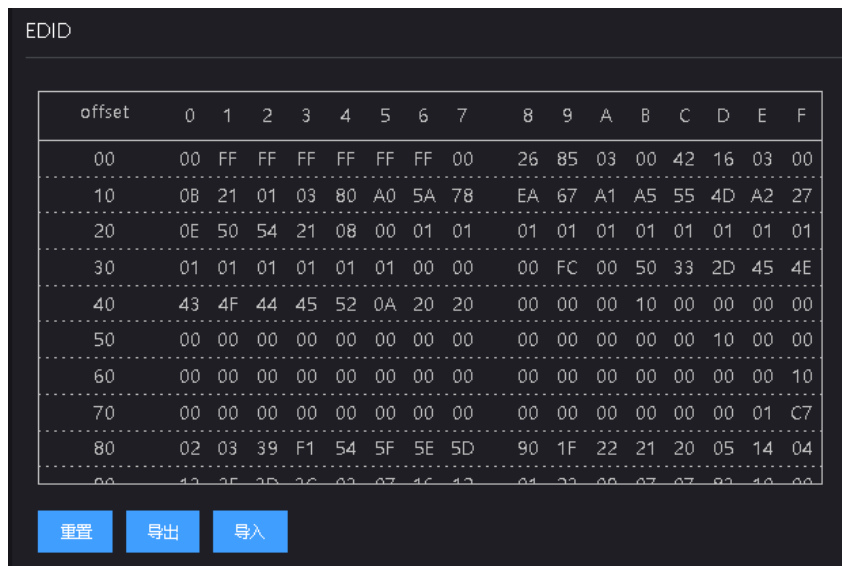 EDID
offset 0 1 2 3 4 5 6 7 8 9 A B C D E F
00 00 FF FF FF FF FF FF 00 26 85 03 00 42 16 03 00
10 0B 21 01 03 80 A0 5A 78 EA 67 A1 A5 55 4D A2 27
20 0E 50 54 21 08 00 01 01 01 01 01 01 01 01 01 01
30 01 01 01 01 01 01 00 00 00 FC 00 50 33 2D 45 4E
40 43 4F 44 45 52 0A 20 20 00 00 00 10 00 00 00 00
50 00 00 00 00 00 00 00 00 00 00 00 00 00 10 00 00
60 00 00 00 00 00 00 00 00 00 00 00 00 00 00 00 10
70 00 00 00 00 00 00 00 00 00 00 00 00 00 00 01 C7
80 02 03 39 F1 54 5F 5E 5D 90 1F 22 21 20 05 14 04
重置 导出 导入